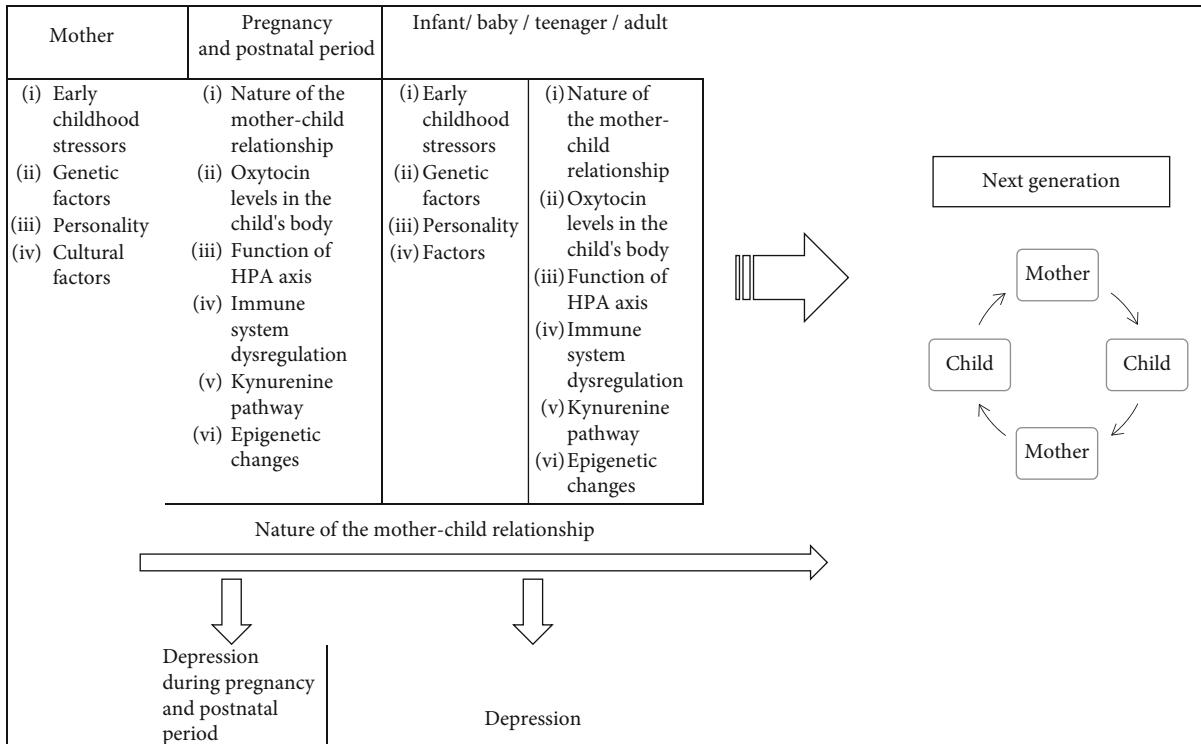 Mother
Pregnancy
and postnatal period
Infant/ baby / teenager / adult
(i) Early
childhood
stressors
(ii) Genetic
factors
(iii) Personality
(iv) Cultural
factors
(i) Nature of the
mother-child
relationship
(ii) Oxytocin
levels in the
child's body
(iii) Function of
HPA axis
(iv) Immune
system
dysregulation
(v) Kynurenine
pathway
(vi) Epigenetic
changes
(i) Early
childhood
stressors
(ii) Genetic
factors
(iii) Personality
(iv) Factors
(i) Nature of
the mother-
child
relationship
(ii) Oxytocin
levels in the
child's body
(iii) Function of
HPA axis
(iv) Immune
system
dysregulation
(v) Kynurenine
pathway
(vi) Epigenetic
changes
Next generation
Mother
Child
Child
Mother
Nature of the mother-child relationship
Depression
during pregnancy
and postnatal
period
Depression